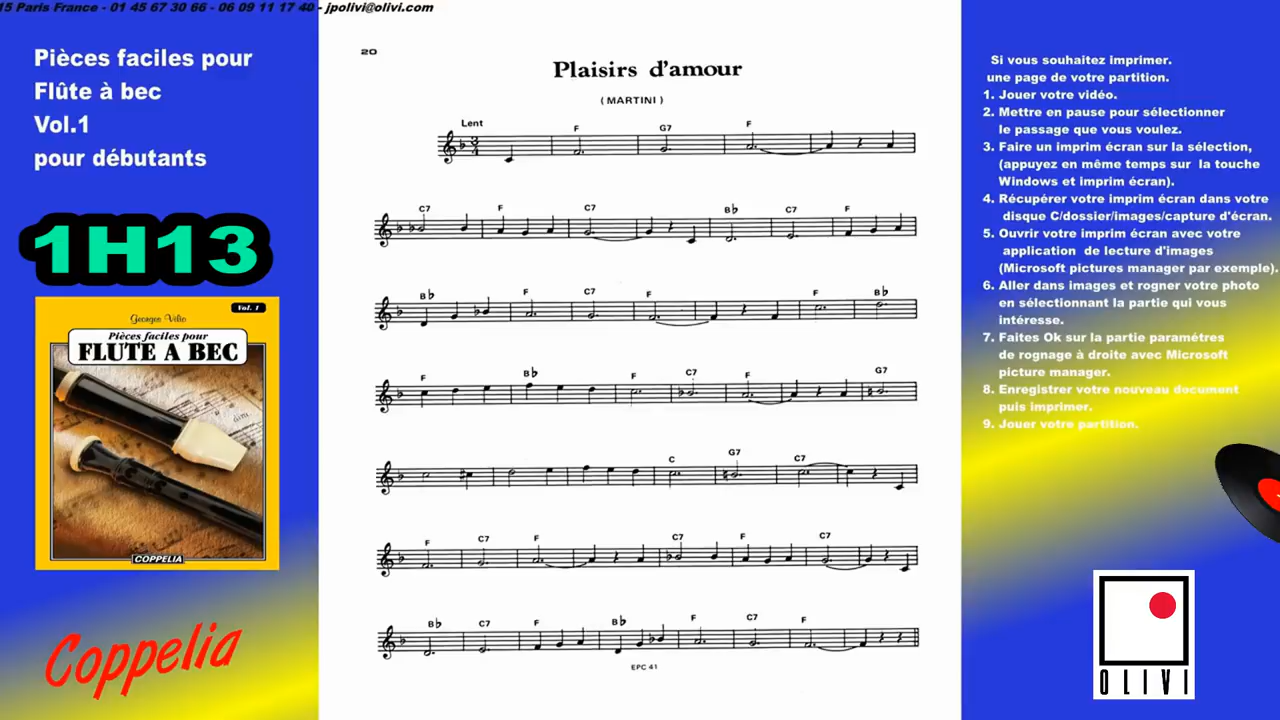 15 Paris France - 01 45 67 30 66 - 06 09 11 17 40 - jpolivi@olivi.com
Pièces faciles pour
Flûte à bec
Vol.1
pour débutants
1H13
Vol. 1
Georges Vélio
Pièces faciles pour
FLUTE A BEC
COPPELIA
Coppelia
20
Plaisirs d'amour
( MARTINI )
Lent
3
4
F G7 F
C7 F C7 Bb C7 F
Bb F C7 F F Bb
F Bb F C7 F G7
C G7 C7
F C7 F C7 F C7
Bb C7 F Bb F C7 F
EPC 41
Si vous souhaitez imprimer.
une page de votre partition.
1. Jouer votre vidéo.
2. Mettre en pause pour sélectionner
le passage que vous voulez.
3. Faire un imprim écran sur la sélection,
(appuyez en même temps sur la touche
Windows et imprim écran).
4. Récupérer votre imprim écran dans votre
disque C/dossier/images/capture d'écran.
5. Ouvrir votre imprim écran avec votre
application de lecture d'images
(Microsoft pictures manager par exemple).
6. Aller dans images et rogner votre photo
en sélectionnant la partie qui vous
intéresse.
7. Faites Ok sur la partie paramétres
de rognage à droite avec Microsoft
picture manager.
8. Enregistrer votre nouveau document
puis imprimer.
9. Jouer votre partition.
OLIVI